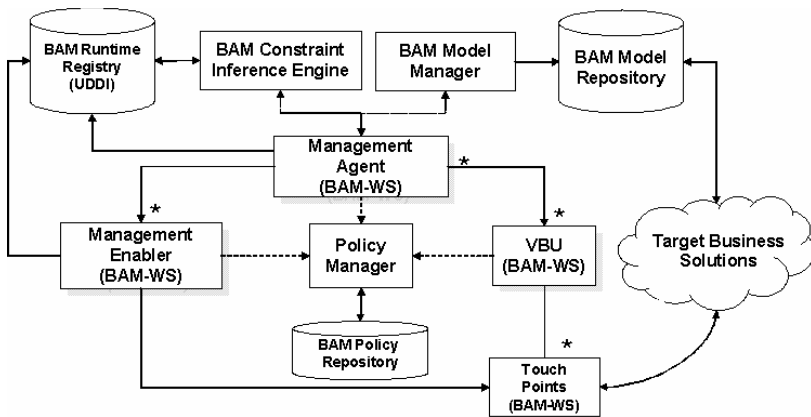 BAM Runtime
Registry
(UDDI)
BAM Constraint
Inference Engine
BAM Model
Manager
BAM Model
Repository
Management
Agent
(BAM-WS)
*
*
*
Management
Enabler
(BAM-WS)
Policy
Manager
VBU
(BAM-WS)
Target Business
Solutions
BAM Policy
Repository
*
Touch
Points
(BAM-WS)